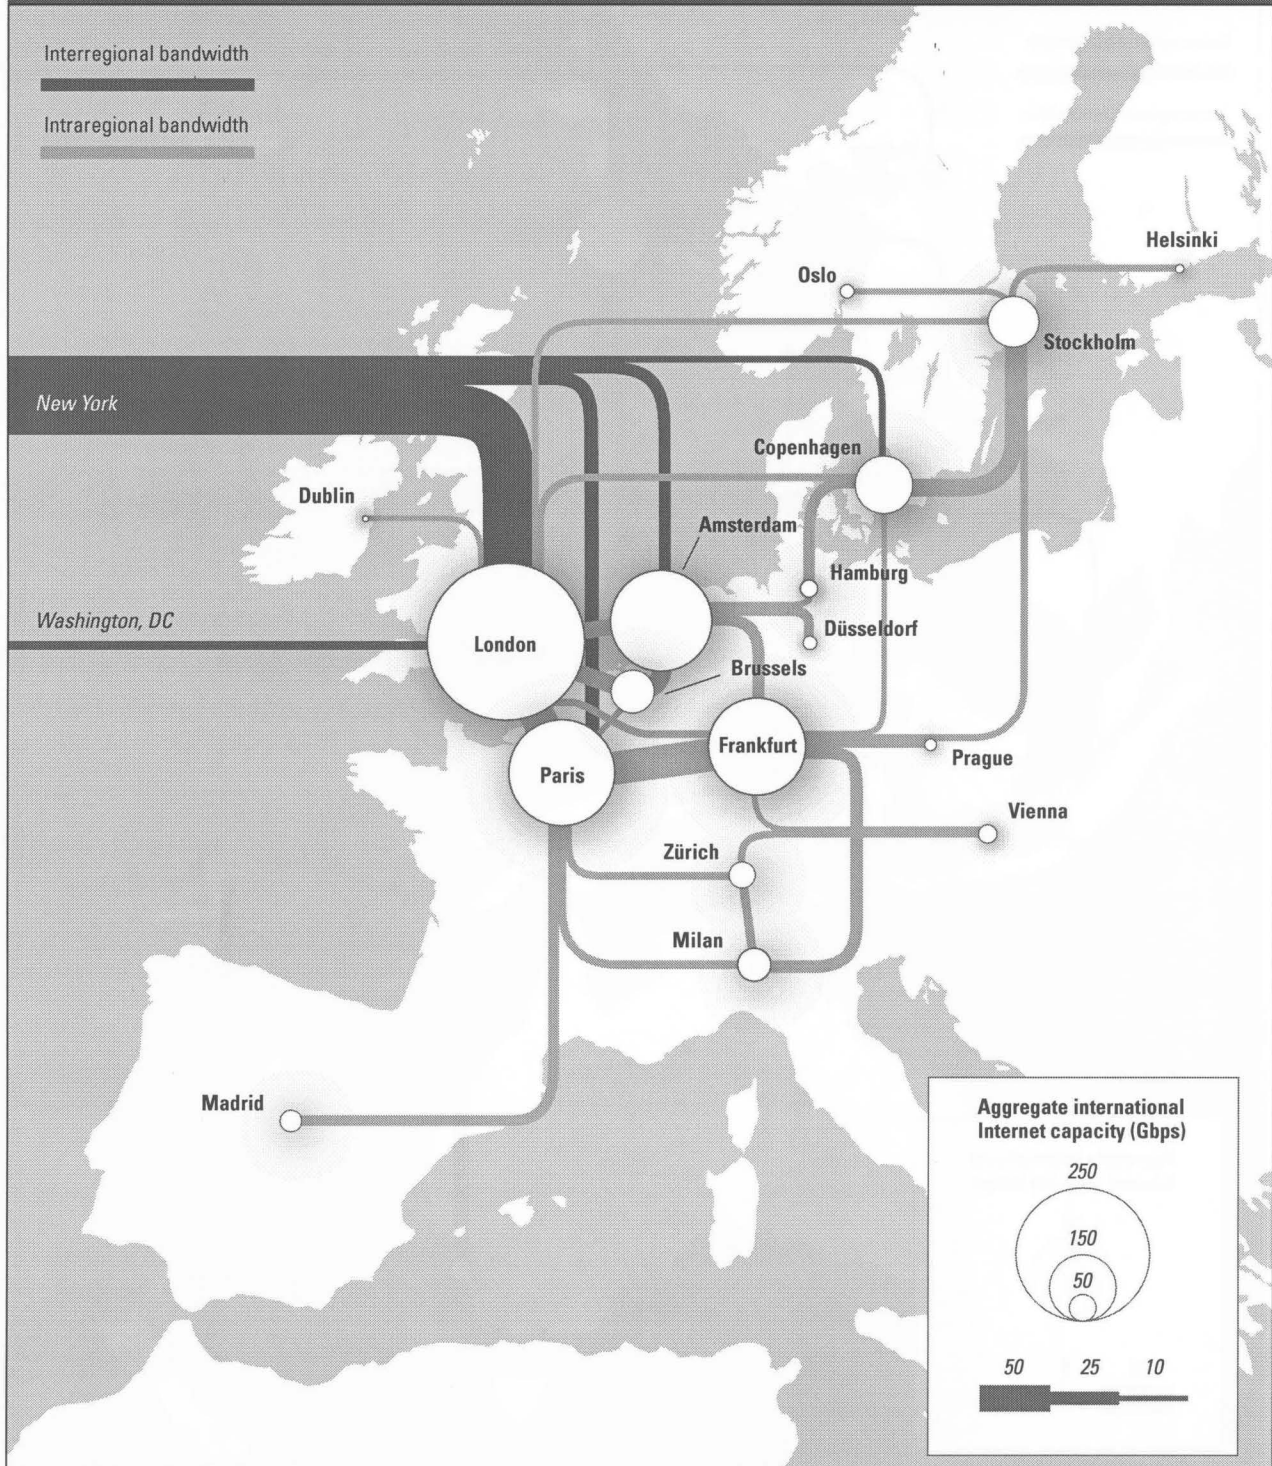 Interregional bandwidth
Intraregional bandwidth
Helsinki
Oslo
Stockholm
New York
Copenhagen
Dublin
Amsterdam
Hamburg
Washington, DC
Düsseldorf
London
Brussels
Frankfurt
Prague
Paris
Vienna
Zürich
Milan
Madrid
Aggregate international
Internet capacity (Gbps)
250
150
50
50 25 10